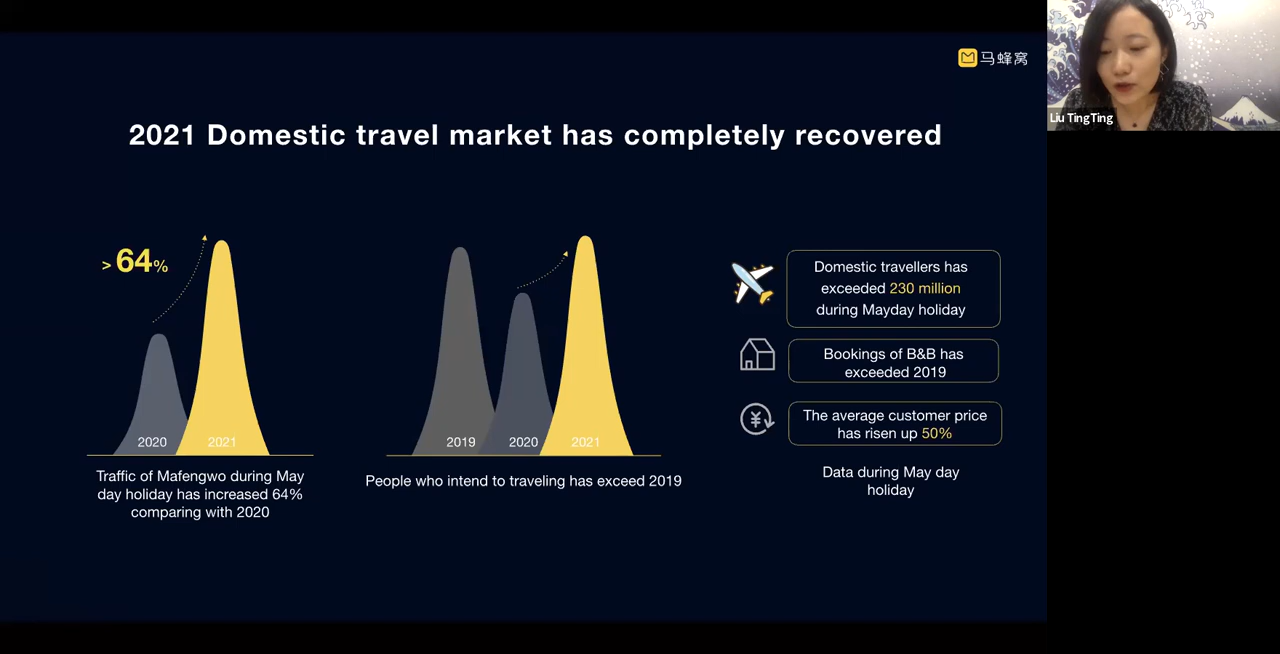 马蜂窝
Liu TingTing
2021 Domestic travel market has completely recovered
> 64%
2020
2021
Traffic of Mafengwo during May
day holiday has increased 64%
comparing with 2020
2019
2020
2021
People who intend to traveling has exceed 2019
Domestic travellers has
exceeded 230 million
during Mayday holiday
Bookings of B&B has
exceeded 2019
¥
The average customer price
has risen up 50%
Data during May day
holiday